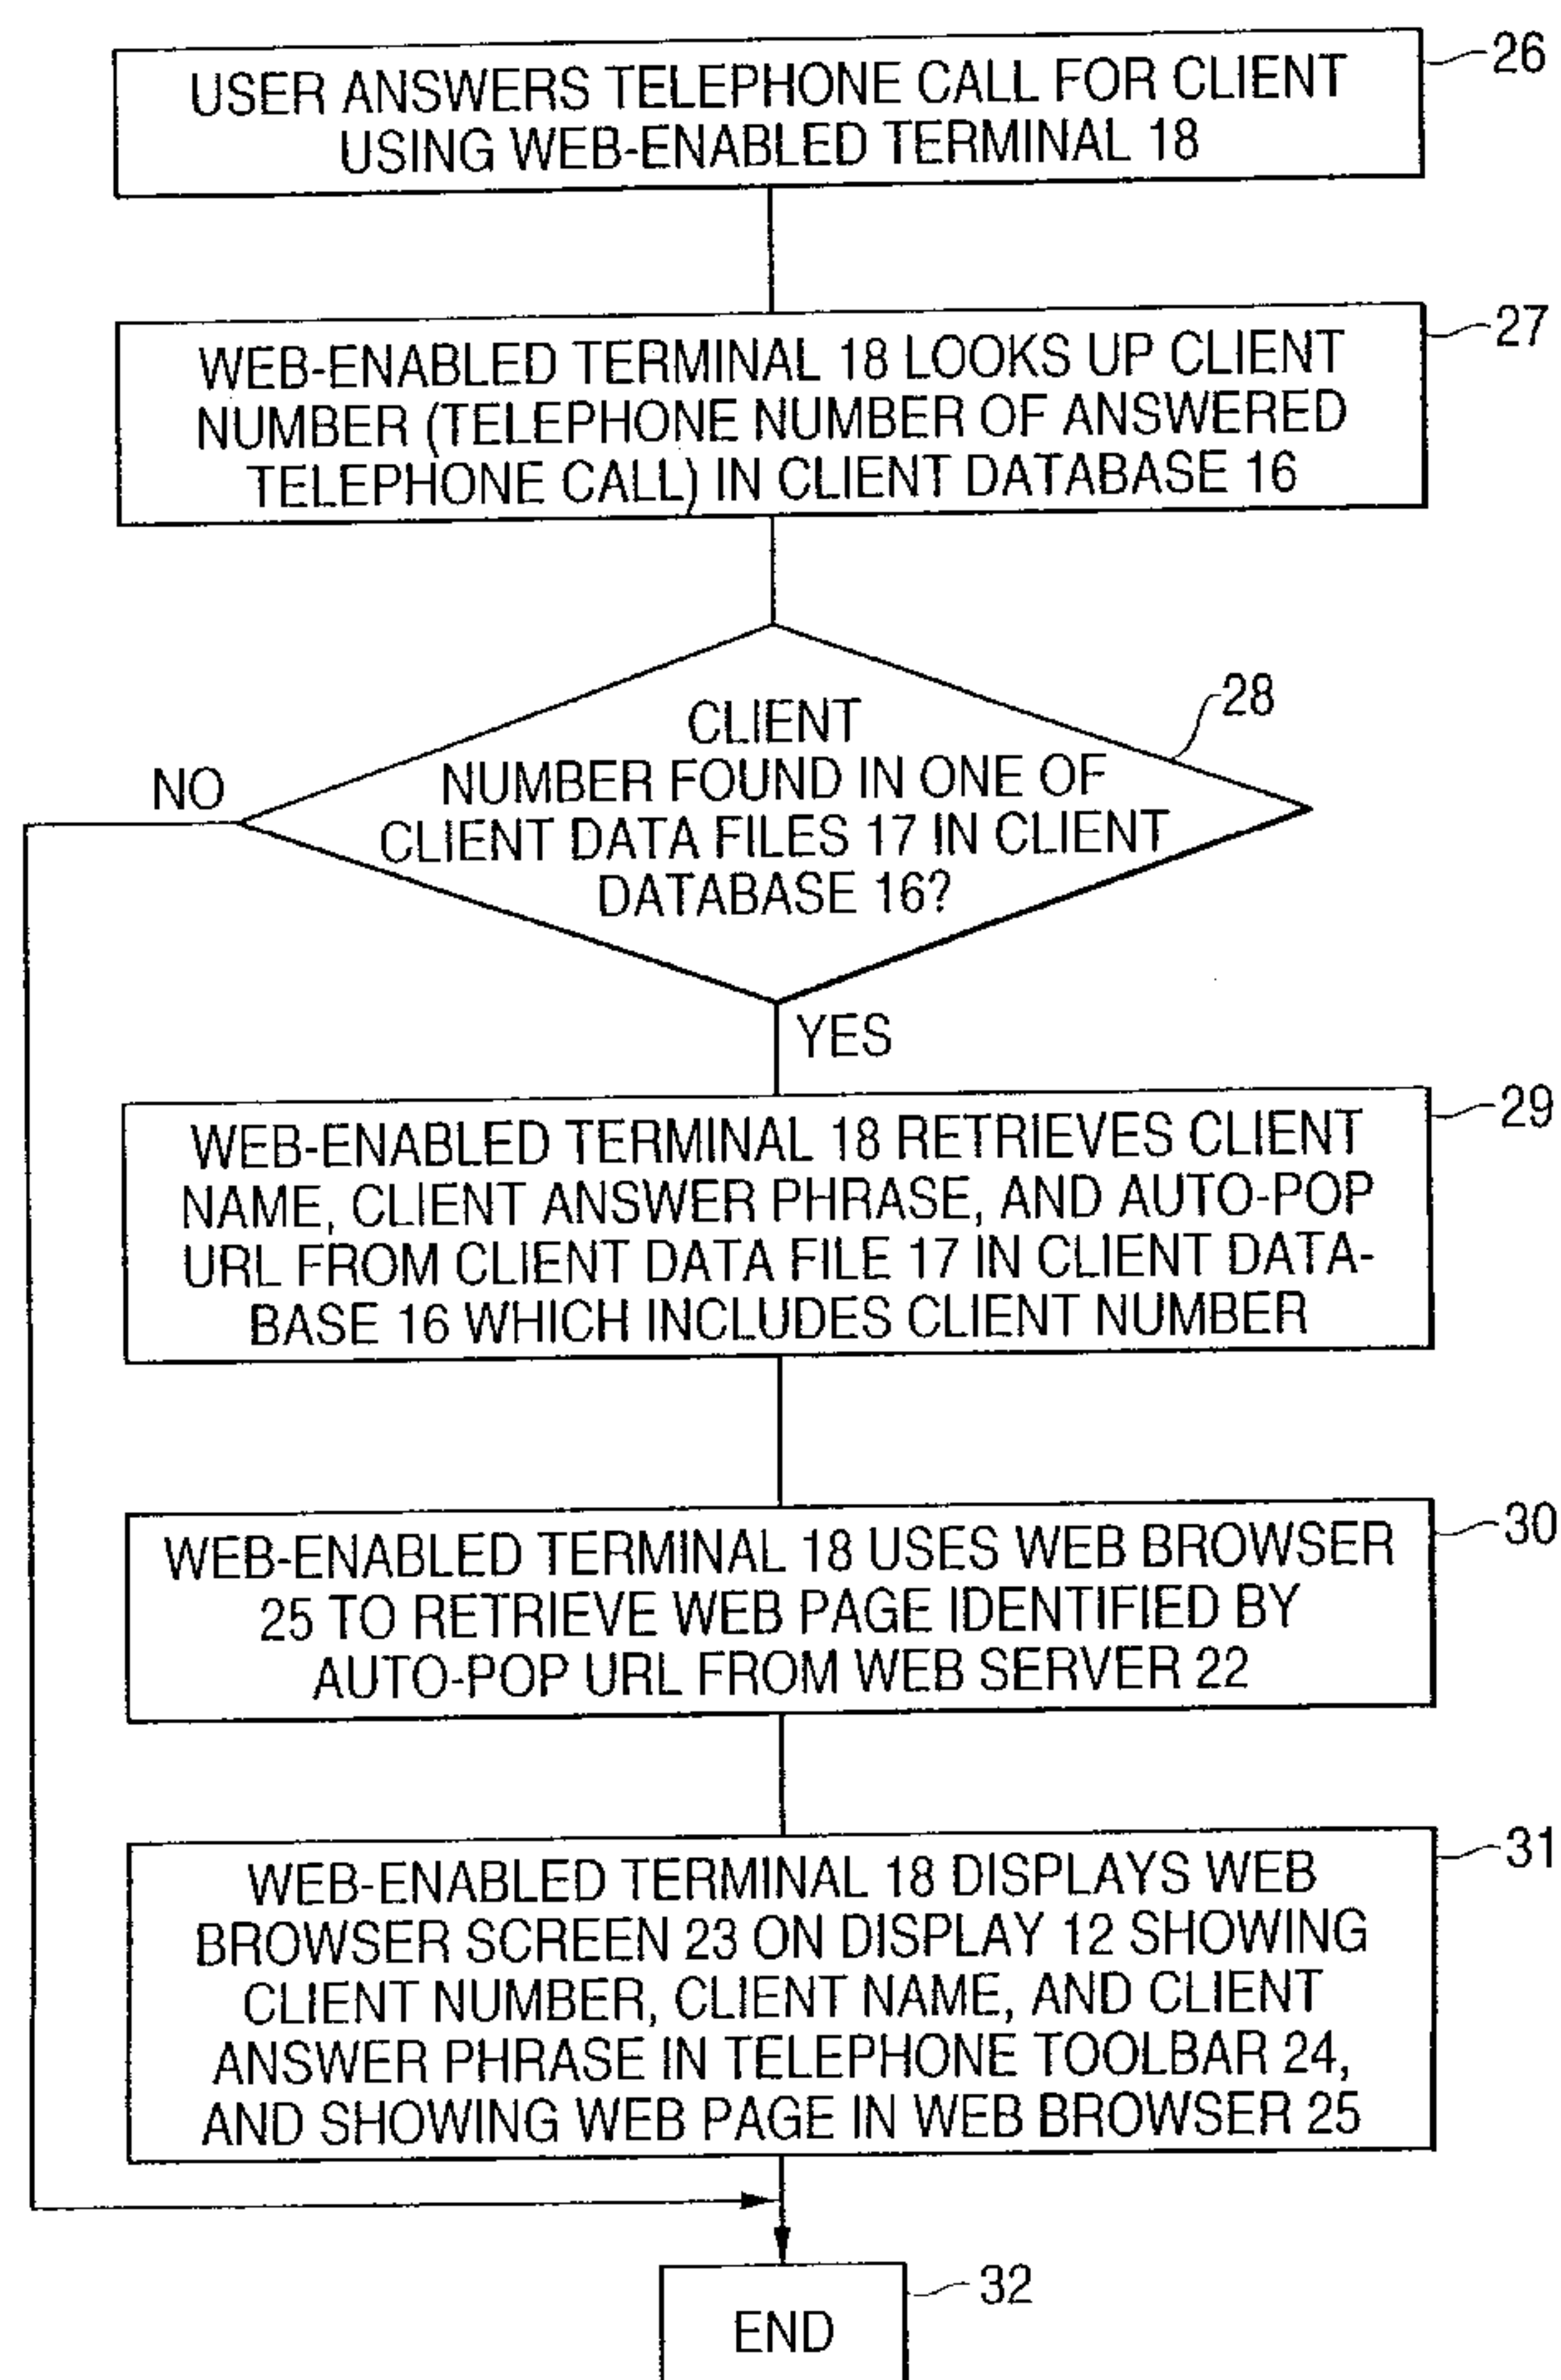 26
USER ANSWERS TELEPHONE CALL FOR CLIENT
USING WEB-ENABLED TERMINAL 18
27
WEB-ENABLED TERMINAL 18 LOOKS UP CLIENT
NUMBER (TELEPHONE NUMBER OF ANSWERED
TELEPHONE CALL) IN CLIENT DATABASE 16
28
CLIENT
NUMBER FOUND IN ONE OF
CLIENT DATA FILES 17 IN CLIENT
DATABASE 16?
NO
YES
29
WEB-ENABLED TERMINAL 18 RETRIEVES CLIENT
NAME, CLIENT ANSWER PHRASE, AND AUTO-POP
URL FROM CLIENT DATA FILE 17 IN CLIENT DATA-
BASE 16 WHICH INCLUDES CLIENT NUMBER
30
WEB-ENABLED TERMINAL 18 USES WEB BROWSER
25 TO RETRIEVE WEB PAGE IDENTIFIED BY
AUTO-POP URL FROM WEB SERVER 22
31
WEB-ENABLED TERMINAL 18 DISPLAYS WEB
BROWSER SCREEN 23 ON DISPLAY 12 SHOWING
CLIENT NUMBER, CLIENT NAME, AND CLIENT
ANSWER PHRASE IN TELEPHONE TOOLBAR 24,
AND SHOWING WEB PAGE IN WEB BROWSER 25
32
END